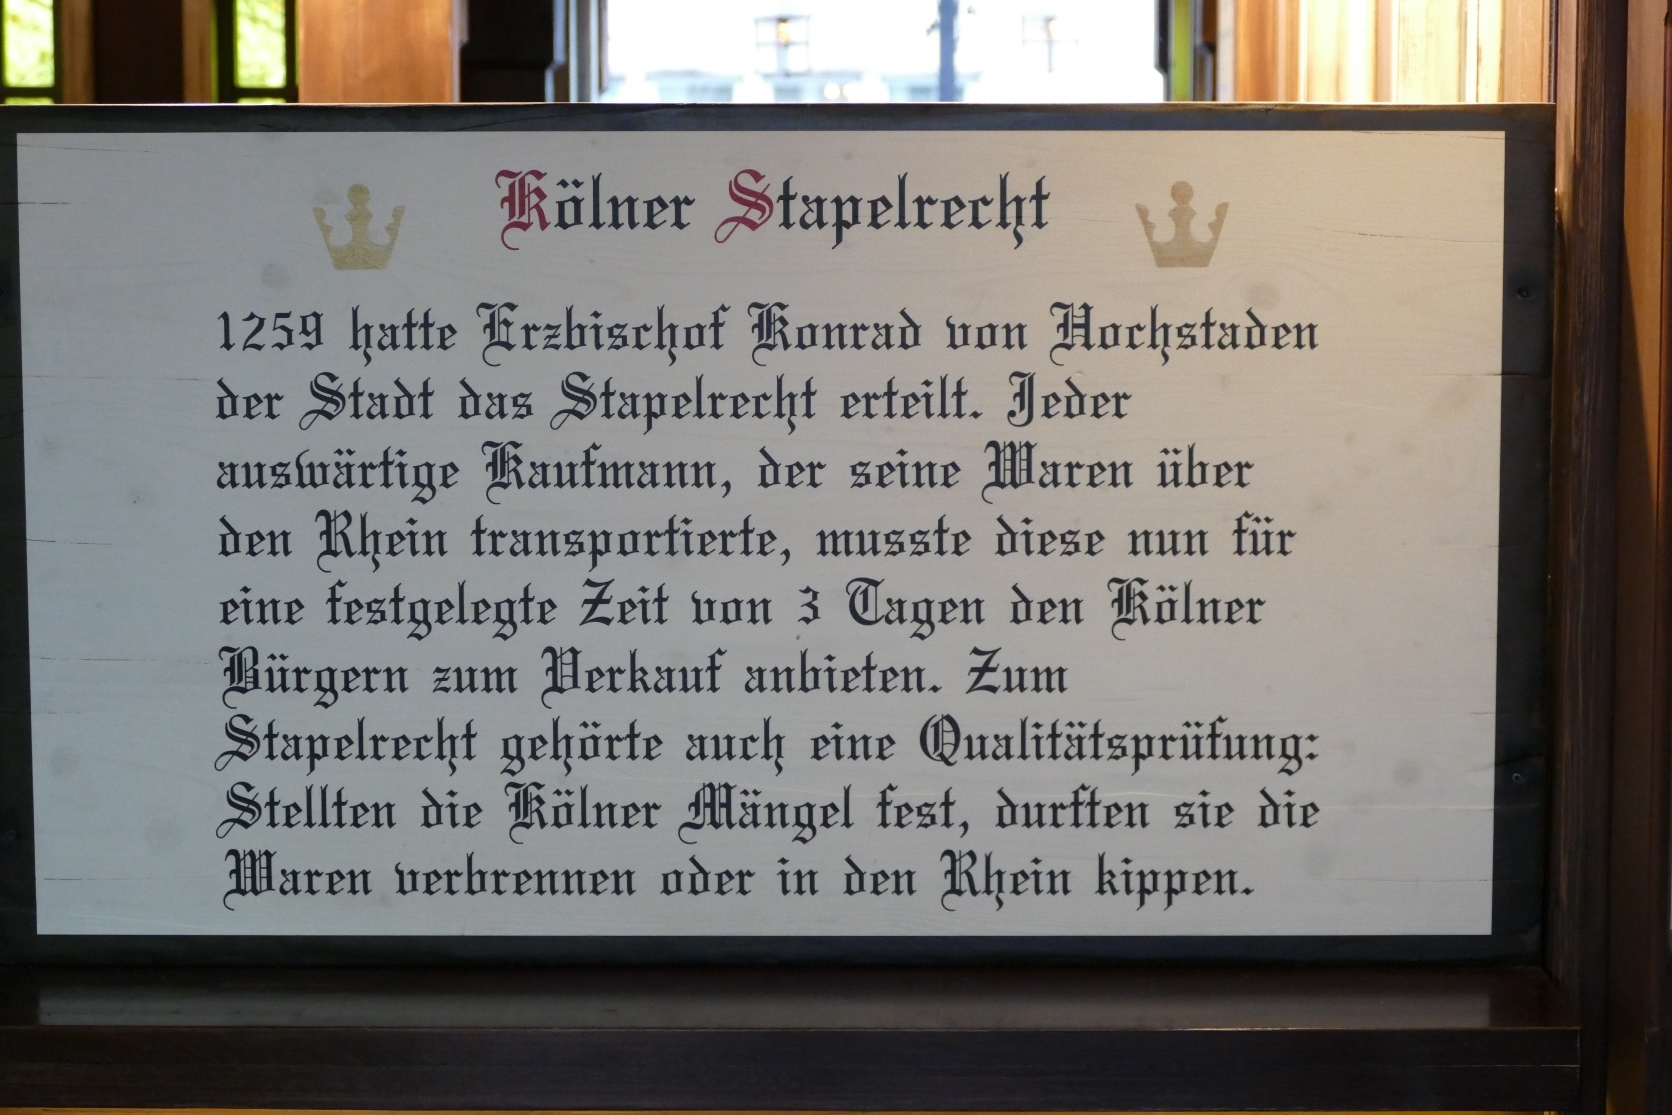 Kölner Stapelrecht
1259 hatte Erzbischof Konrad von Hochstaden
der Stadt das Stapelrecht erteilt. Jeder
auswärtige Kaufmann, der seine Waren über
den Rhein transportierte, musste diese nun für
eine festgelegte Zeit von 3 Tagen den Kölner
Bürgern zum Verkauf anbieten. Zum
Stapelrecht gehörte auch eine Qualitätsprüfung:
Stellten die Kölner Mängel fest, durften sie die
Waren verbrennen oder in den Rhein kippen.